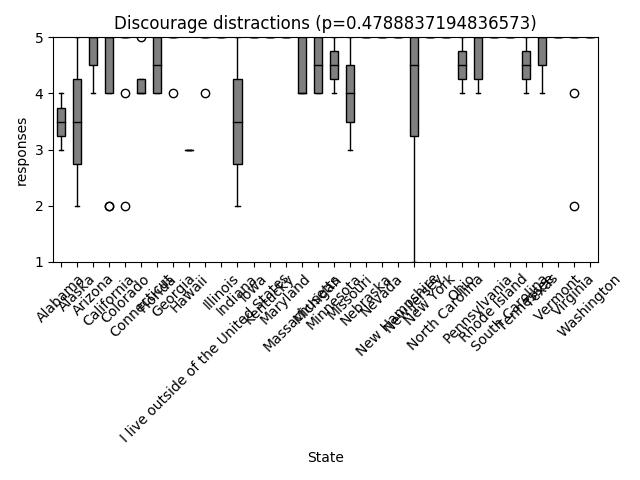 Discourage distractions (p=0.4788837194836573)
responses
5
4
3
2
1
Alabama
Alaska
Arizona
California
Colorado
Connecticut
Florida
Georgia
Hawaii
I live outside of the United States
Illinois
Indiana
Iowa
Kentucky
Maryland
Massachusetts
Michigan
Minnesota
Missouri
Nebraska
Nevada
New Hampshire
New Jersey
New York
North Carolina
Ohio
Pennsylvania
Rhode Island
South Carolina
Tennessee
Texas
Vermont
Virginia
Washington
State